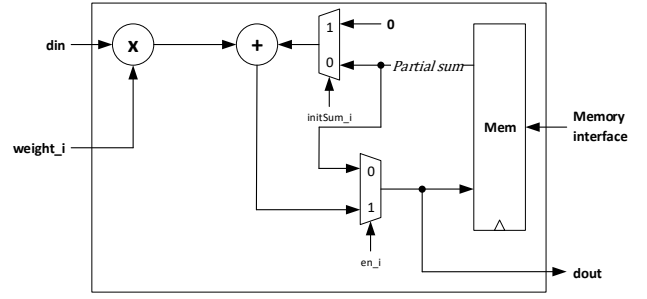 din
X
+
1
0
0
Partial sum
initSum_i
Mem
Memory
interface
weight_i
0
1
en_i
dout